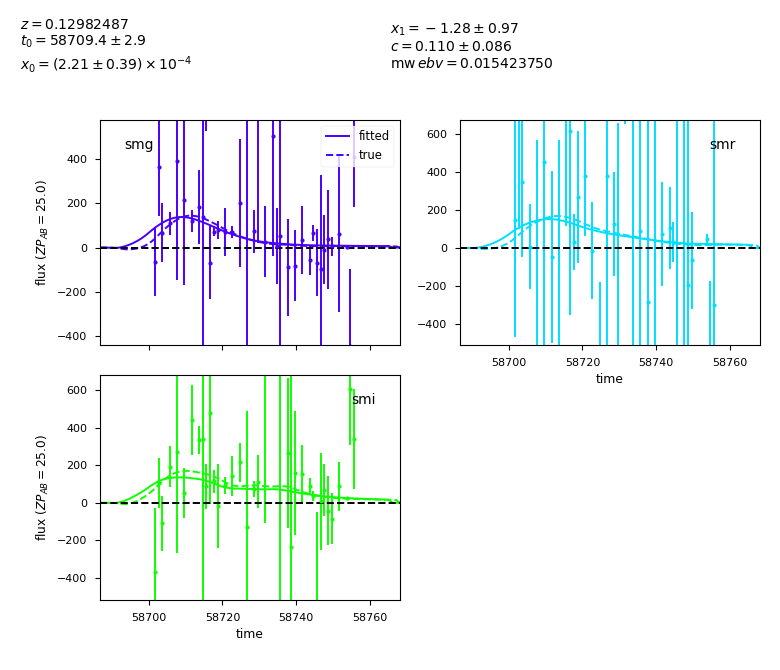 z = 0.12982487
t₀ = 58709.4 ± 2.9
x₀ = (2.21 ± 0.39) × 10⁻⁴
x₁ = −1.28 ± 0.97
c = 0.110 ± 0.086
mw ebv = 0.015423750
smg
fitted
true
400
200
0
−200
−400
flux (ZP_AB = 25.0)
smr
600
400
200
0
−200
−400
58700 58720 58740 58760
time
smi
600
400
200
0
−200
−400
flux (ZP_AB = 25.0)
58700 58720 58740 58760
time